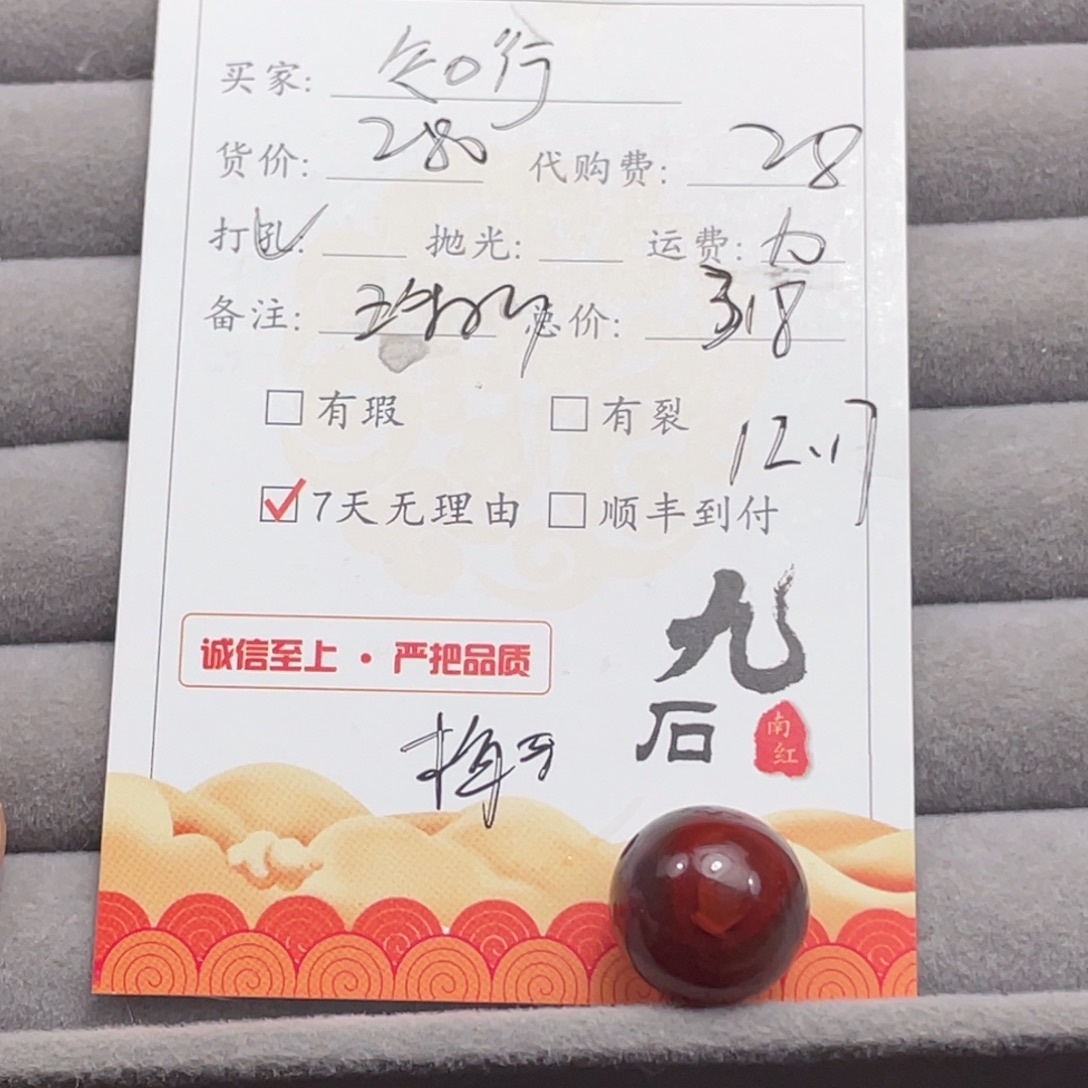 买家: 知行
货价: 280 代购费: 28
打孔: 抛光: 运费: 10
备注: 总价: 318
有瑕 有裂
12.17
7天无理由 顺丰到付
诚信至上·严把品质
九石
南红